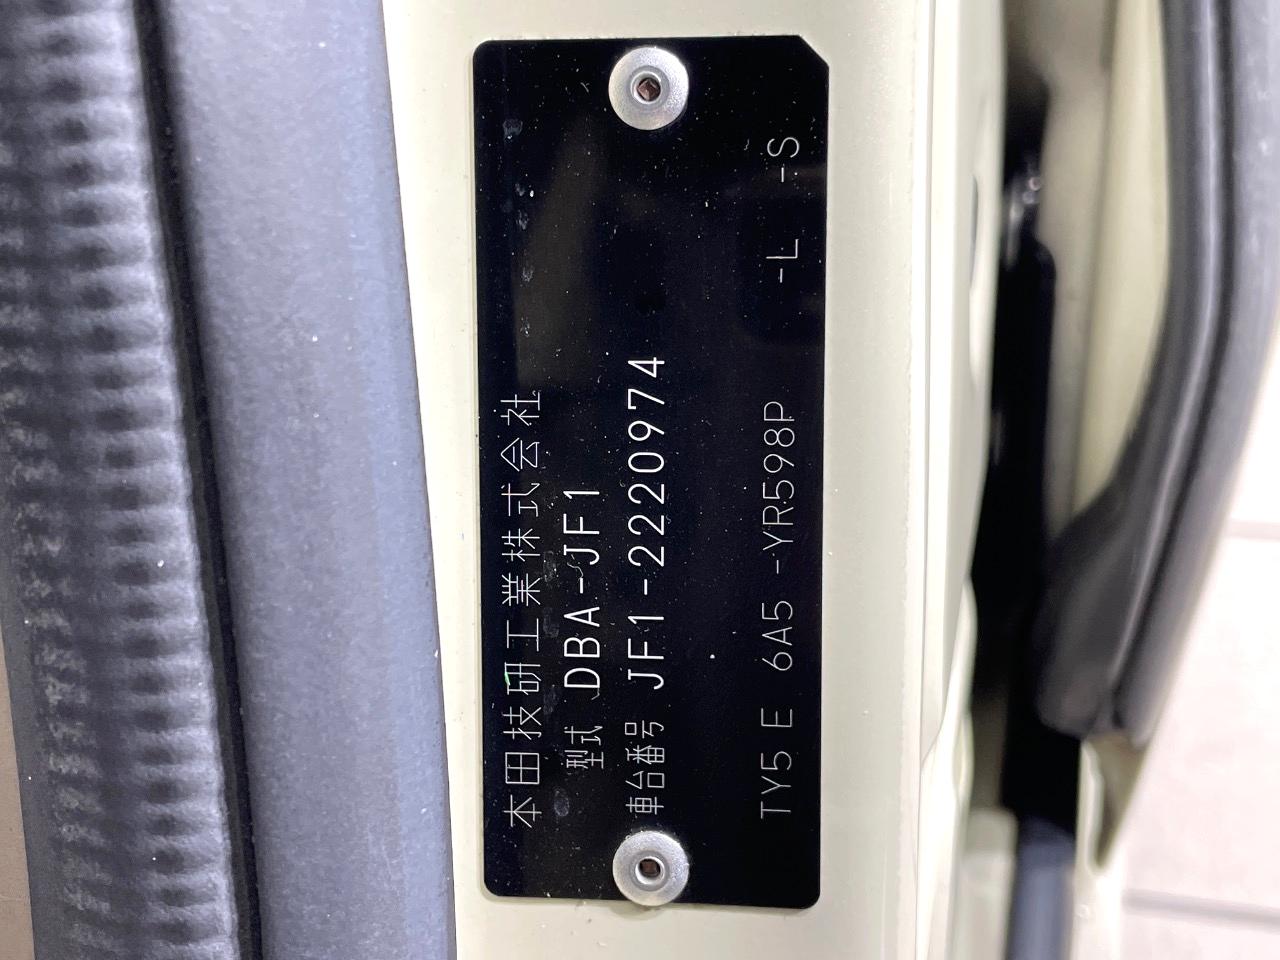 本田技研工業株式会社
型式 DBA-JF1
車台番号 JF1-2220974
TY5 E 6A5 -YR598P -L -S